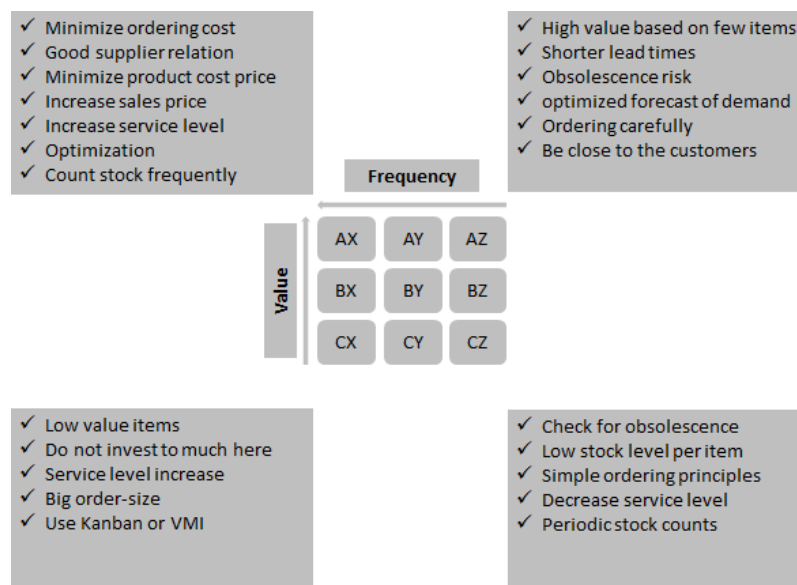 ✓ Minimize ordering cost
✓ Good supplier relation
✓ Minimize product cost price
✓ Increase sales price
✓ Increase service level
✓ Optimization
✓ Count stock frequently
✓ High value based on few items
✓ Shorter lead times
✓ Obsolescence risk
✓ optimized forecast of demand
✓ Ordering carefully
✓ Be close to the customers
Frequency
Value
AX AY AZ
BX BY BZ
CX CY CZ
✓ Low value items
✓ Do not invest to much here
✓ Service level increase
✓ Big order-size
✓ Use Kanban or VMI
✓ Check for obsolescence
✓ Low stock level per item
✓ Simple ordering principles
✓ Decrease service level
✓ Periodic stock counts